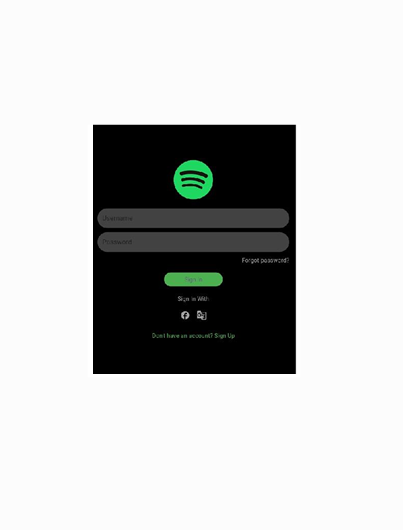 Username
Password
Forgot password?
Sign in
Sign In With
Don't have an account? Sign Up